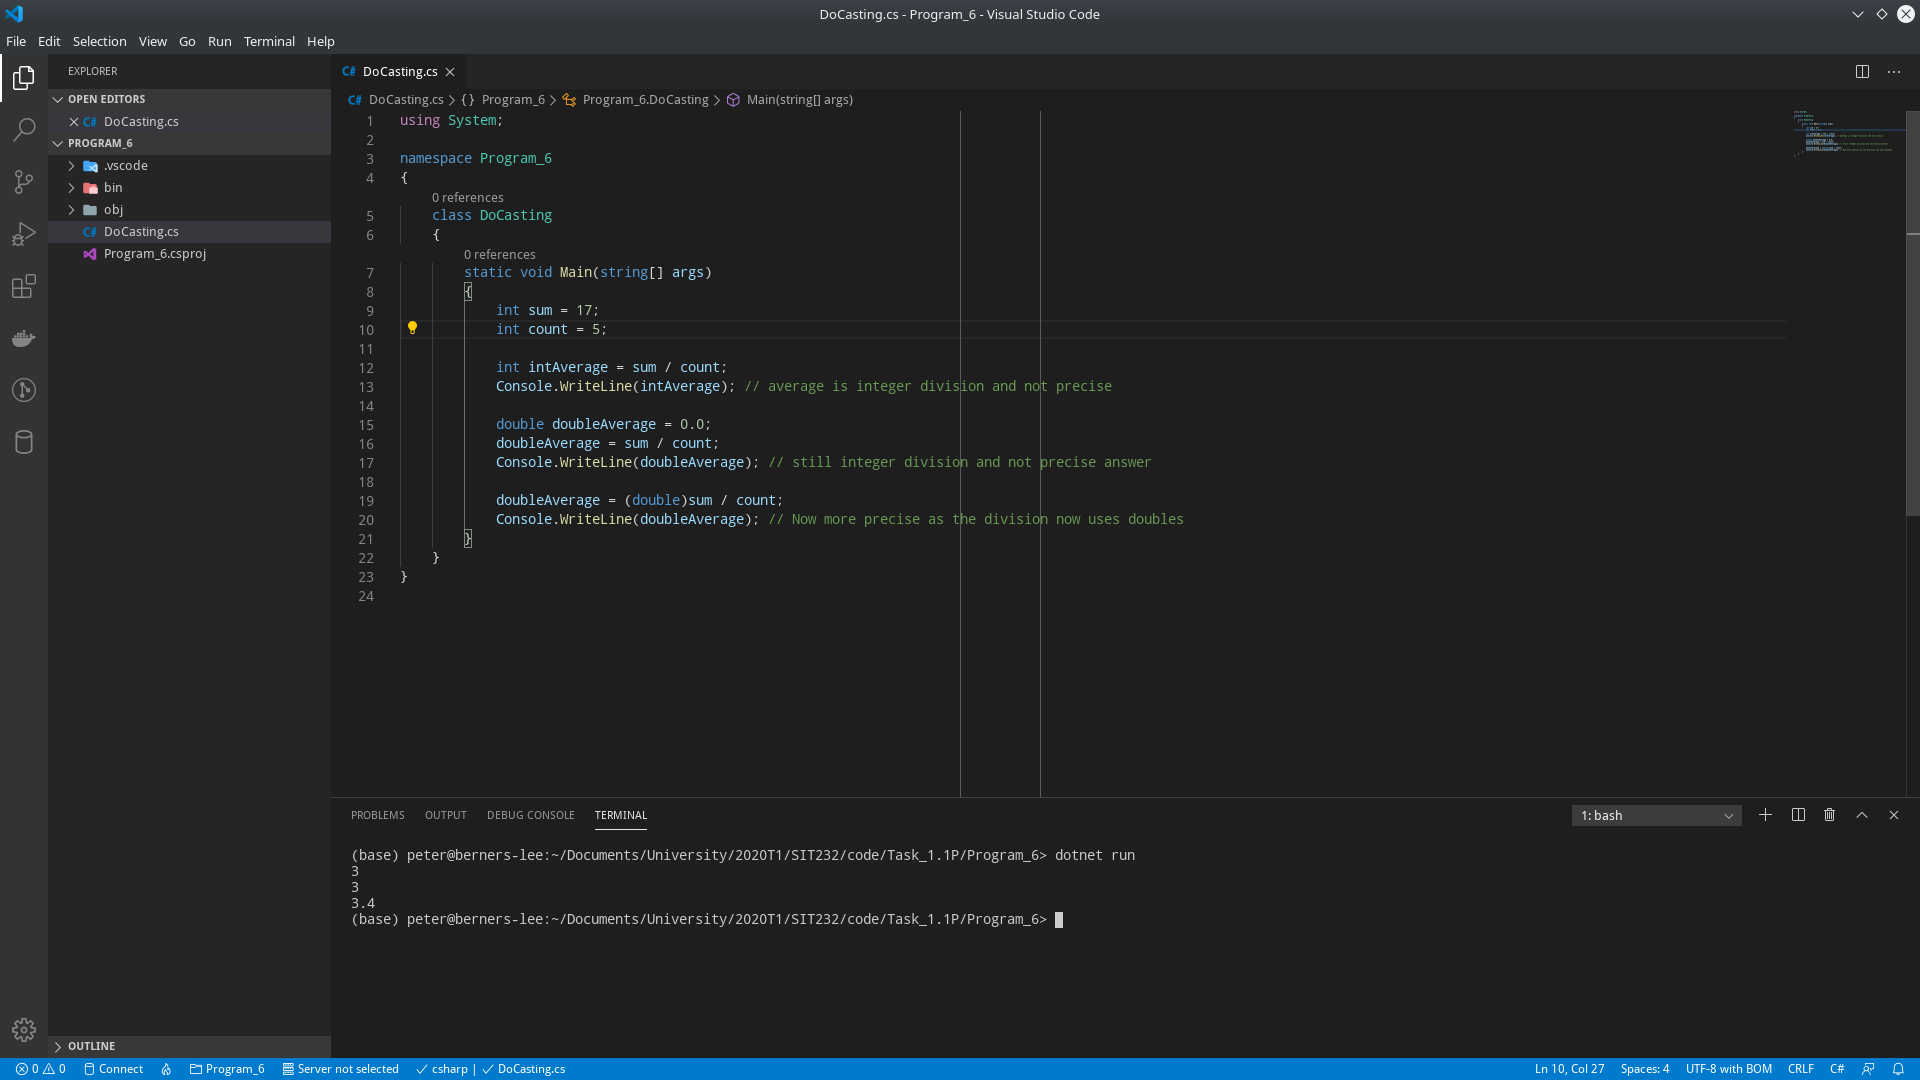 DoCasting.cs - Program_6 - Visual Studio Code
File Edit Selection View Go Run Terminal Help
EXPLORER
OPEN EDITORS
C# DoCasting.cs
PROGRAM_6
.vscode
bin
obj
C# DoCasting.cs
Program_6.csproj
OUTLINE
C# DoCasting.cs
C# DoCasting.cs > {} Program_6 > Program_6.DoCasting > Main(string[] args)
1 using System;
2
3 namespace Program_6
4 {
0 references
5 class DoCasting
6 {
0 references
7 static void Main(string[] args)
8 {
9 int sum = 17;
10 int count = 5;
11
12 int intAverage = sum / count;
13 Console.WriteLine(intAverage); // average is integer division and not precise
14
15 double doubleAverage = 0.0;
16 doubleAverage = sum / count;
17 Console.WriteLine(doubleAverage); // still integer division and not precise answer
18
19 doubleAverage = (double)sum / count;
20 Console.WriteLine(doubleAverage); // Now more precise as the division now uses doubles
21 }
22 }
23 }
24
PROBLEMS OUTPUT DEBUG CONSOLE TERMINAL 1: bash
(base) peter@berners-lee:~/Documents/University/2020T1/SIT232/code/Task_1.1P/Program_6> dotnet run
3
3
3.4
(base) peter@berners-lee:~/Documents/University/2020T1/SIT232/code/Task_1.1P/Program_6>
0 0 Connect Program_6 Server not selected csharp | DoCasting.cs Ln 10, Col 27 Spaces: 4 UTF-8 with BOM CRLF C#